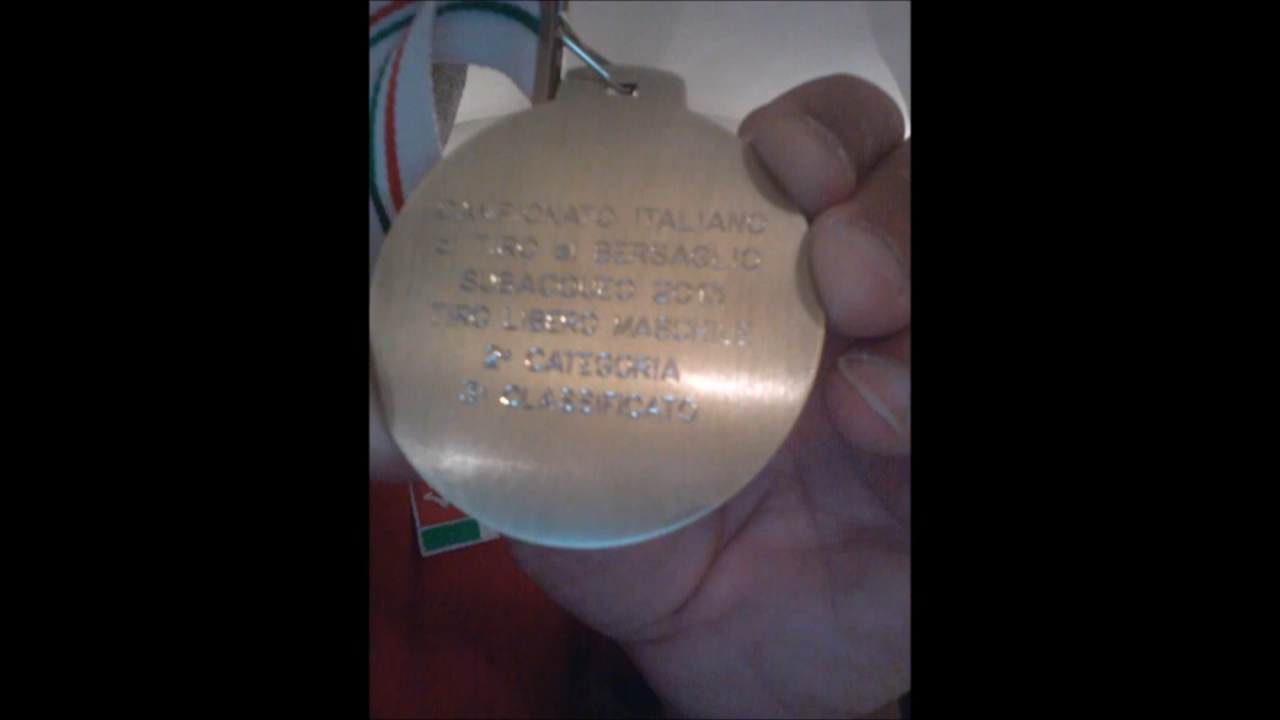 CAMPIONATO ITALIANO
di TIRO al BERSAGLIO
SUBACQUEO
TIRO LIBERO MASCHILE
2ª CATEGORIA
3° CLASSIFICATO